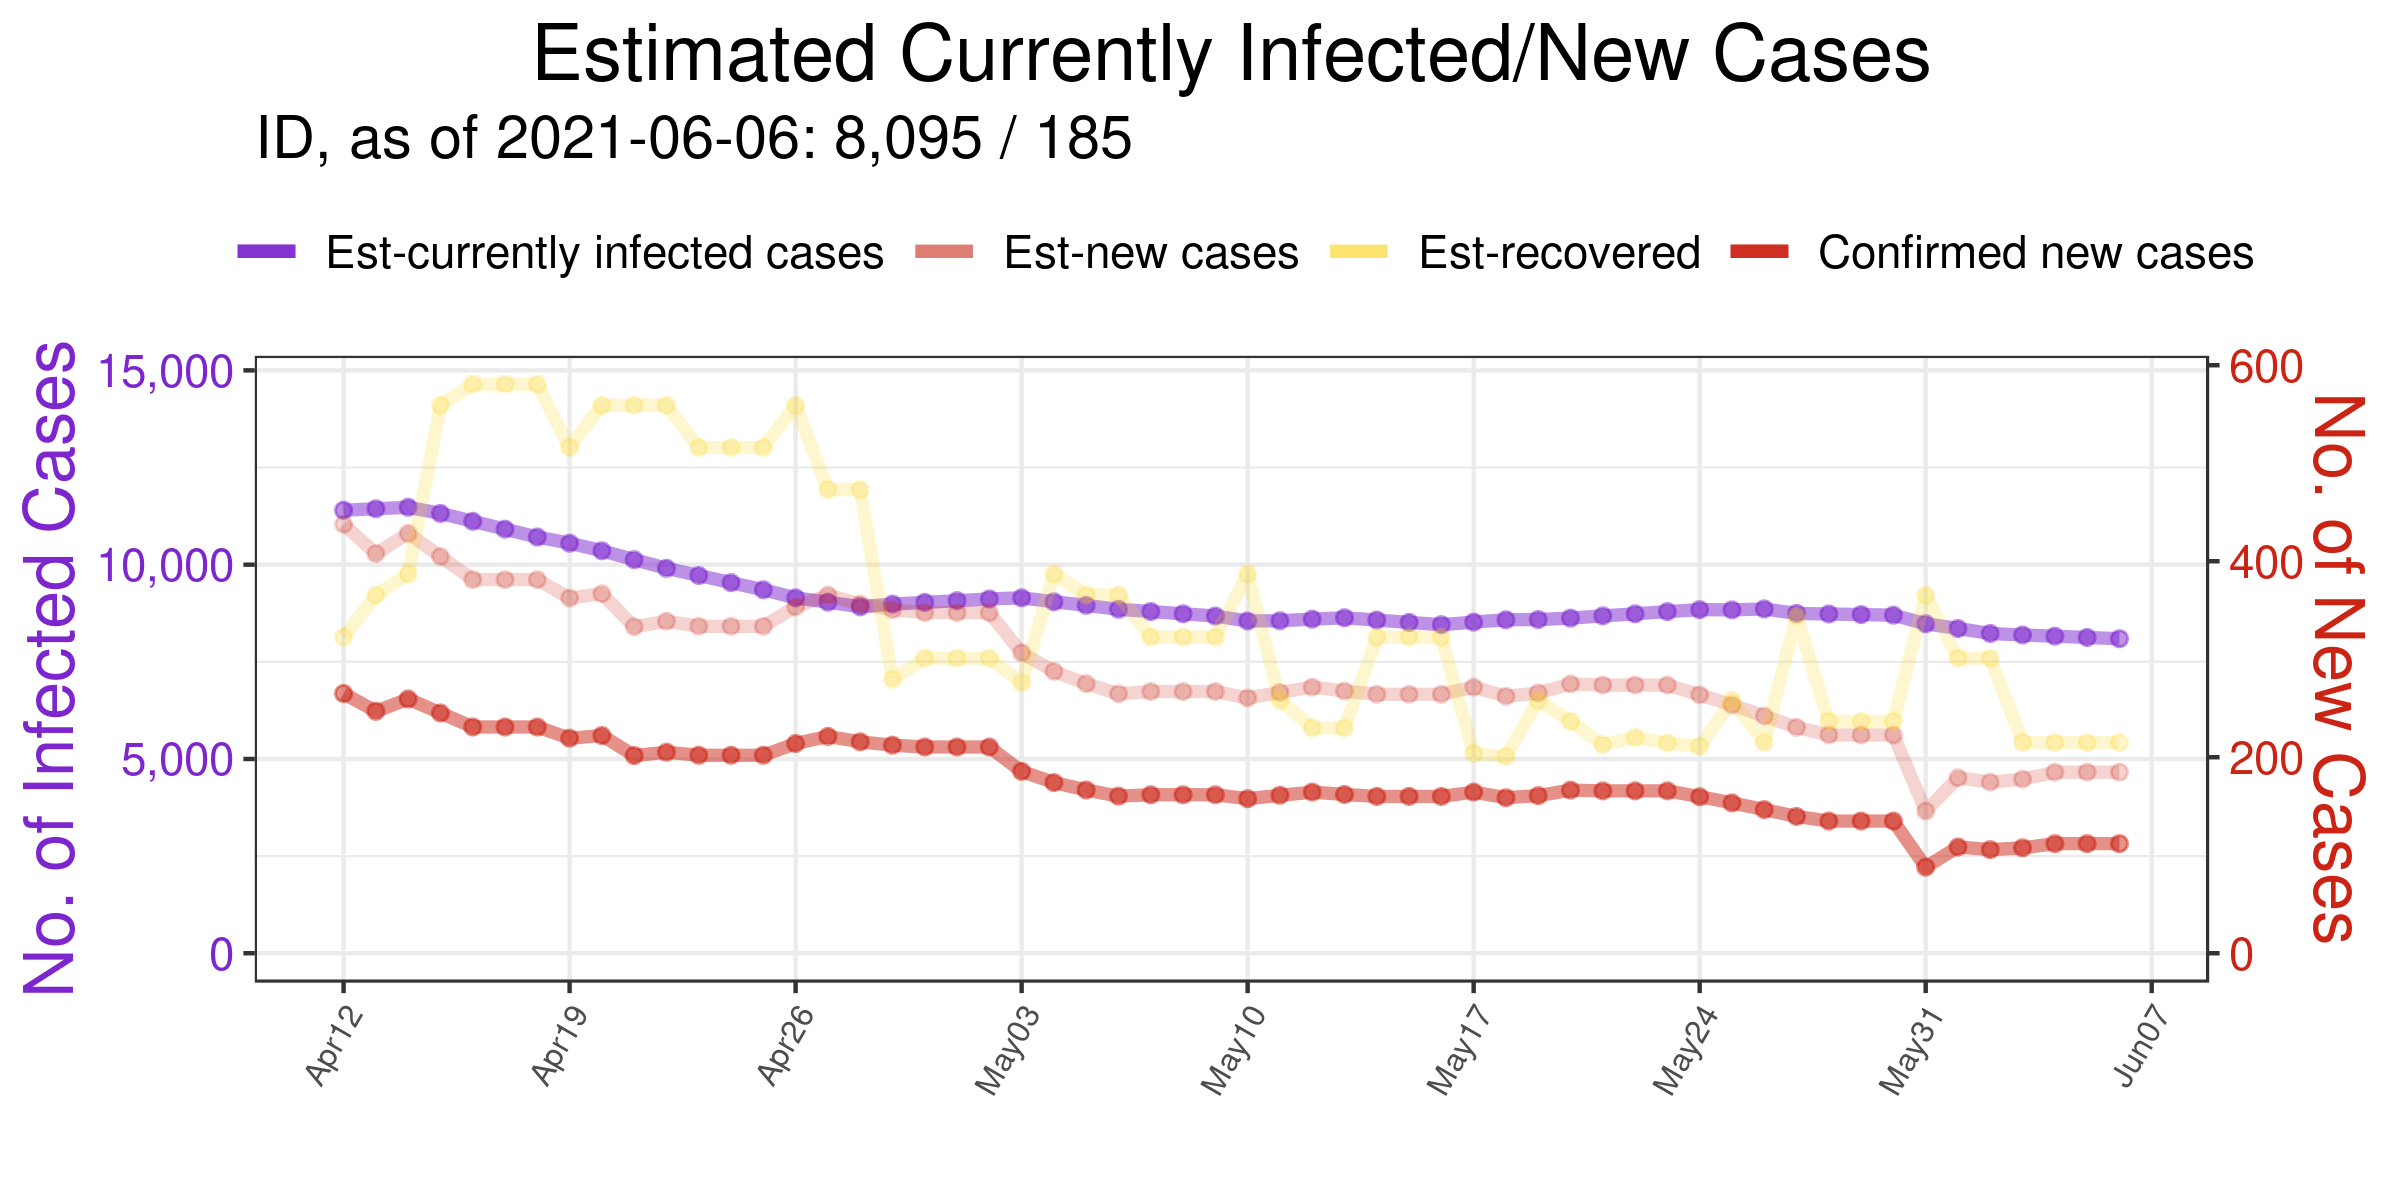 Estimated Currently Infected/New Cases
ID, as of 2021-06-06: 8,095 / 185
Est-currently infected cases Est-new cases Est-recovered Confirmed new cases
No. of Infected Cases
15,000
10,000
5,000
0
600
400
200
0
No. of New Cases
Apr12 Apr19 Apr26 May03 May10 May17 May24 May31 Jun07